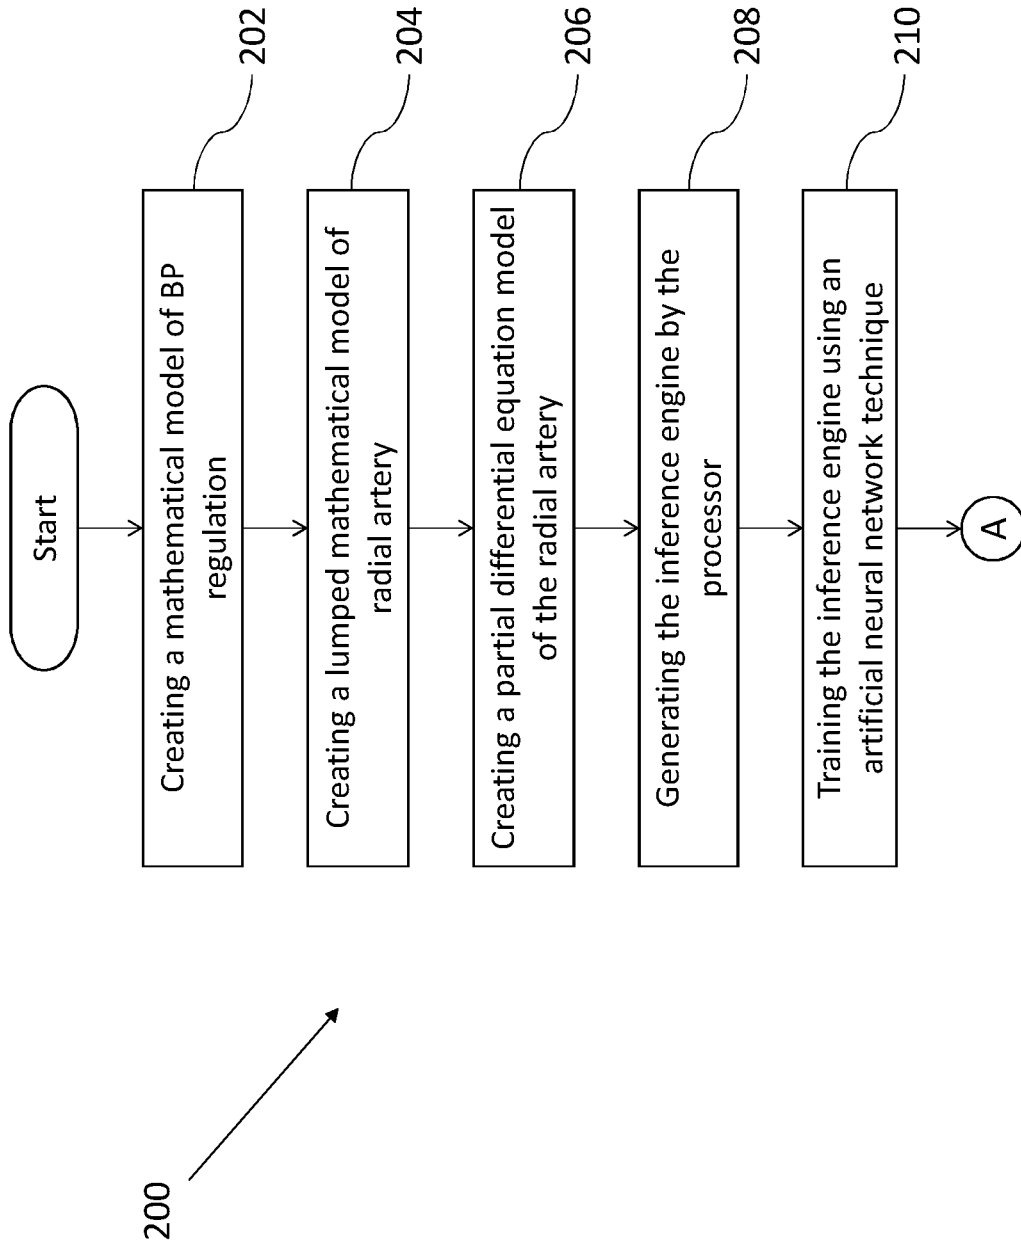 200
Start
Creating a mathematical model of BP
regulation
202
Creating a lumped mathematical model of
radial artery
204
Creating a partial differential equation model
of the radial artery
206
Generating the inference engine by the
processor
208
Training the inference engine using an
artificial neural network technique
210
A